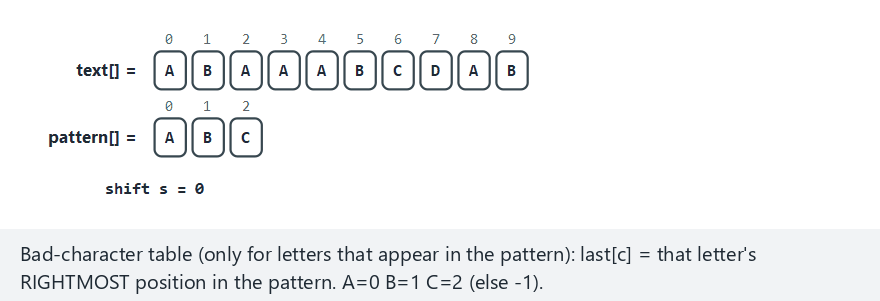 0 1 2 3 4 5 6 7 8 9
text[] = A B A A A B C D A B
0 1 2
pattern[] = A B C
shift s = 0
Bad-character table (only for letters that appear in the pattern): last[c] = that letter's
RIGHTMOST position in the pattern. A=0 B=1 C=2 (else -1).